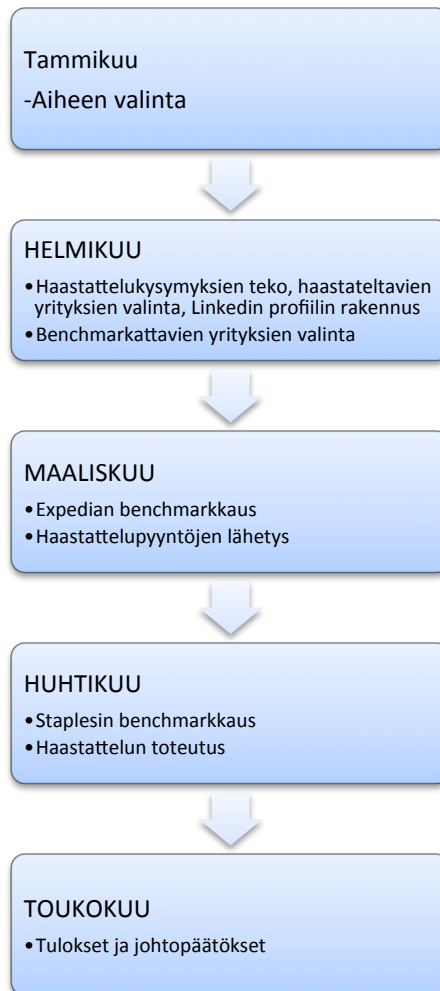 Tammikuu
-Aiheen valinta
HELMIKUU
•Haastattelukysymyksien teko, haastateltavien
yrityksien valinta, Linkedin profiilin rakennus
•Benchmarkattavien yrityksien valinta
MAALISKUU
•Expedian benchmarkkaus
•Haastattelupyyntöjen lähetys
HUHTIKUU
•Staplesin benchmarkkaus
•Haastattelun toteutus
TOUKOKUU
•Tulokset ja johtopäätökset